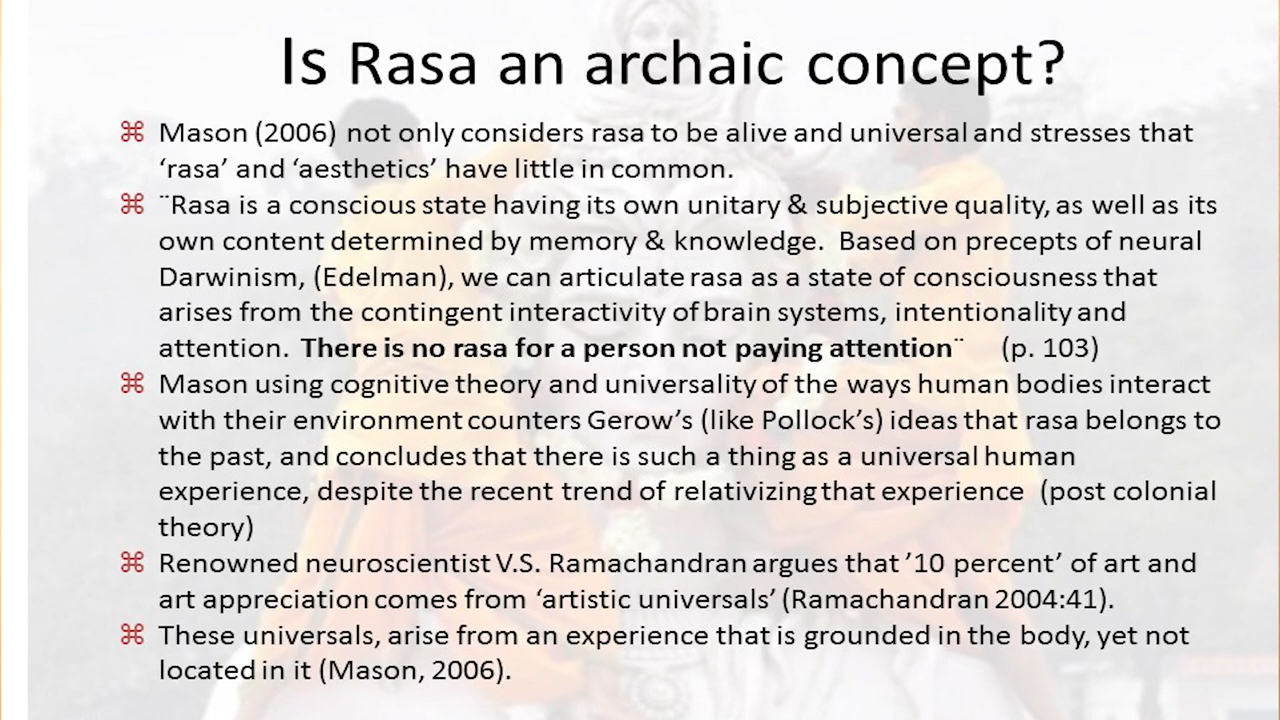 Is Rasa an archaic concept?
⌘ Mason (2006) not only considers rasa to be alive and universal and stresses that
‘rasa’ and ‘aesthetics’ have little in common.
⌘ ¨Rasa is a conscious state having its own unitary & subjective quality, as well as its
own content determined by memory & knowledge. Based on precepts of neural
Darwinism, (Edelman), we can articulate rasa as a state of consciousness that
arises from the contingent interactivity of brain systems, intentionality and
attention. There is no rasa for a person not paying attention¨ (p. 103)
⌘ Mason using cognitive theory and universality of the ways human bodies interact
with their environment counters Gerow’s (like Pollock’s) ideas that rasa belongs to
the past, and concludes that there is such a thing as a universal human
experience, despite the recent trend of relativizing that experience (post colonial
theory)
⌘ Renowned neuroscientist V.S. Ramachandran argues that ’10 percent’ of art and
art appreciation comes from ‘artistic universals’ (Ramachandran 2004:41).
⌘ These universals, arise from an experience that is grounded in the body, yet not
located in it (Mason, 2006).